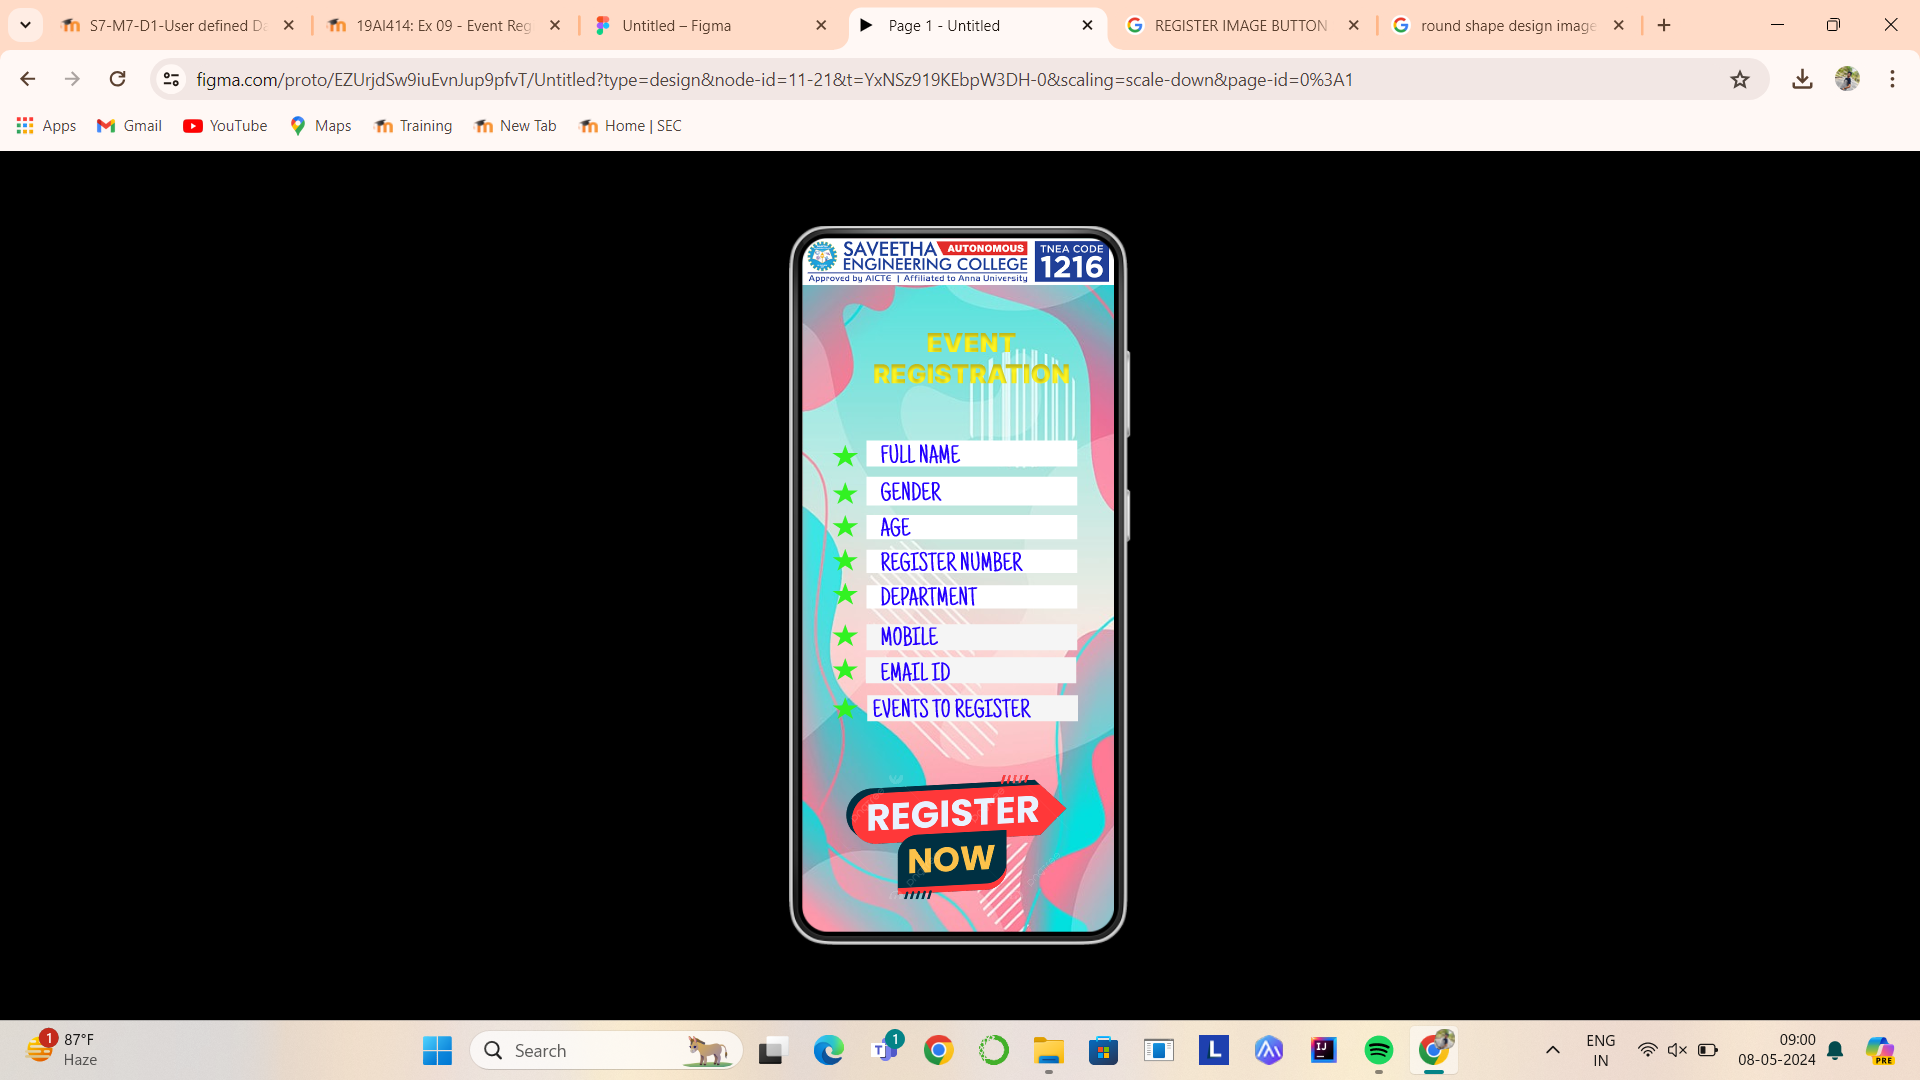 S7-M7-D1-User defined Da
19AI414: Ex 09 - Event Reg
Untitled – Figma
Page 1 - Untitled
REGISTER IMAGE BUTTON
round shape design image
figma.com/proto/EZUrjdSw9iuEvnJup9pfvT/Untitled?type=design&node-id=11-21&t=YxNSz919KEbpW3DH-0&scaling=scale-down&page-id=0%3A1
Apps
Gmail
YouTube
Maps
Training
New Tab
Home | SEC
SAVEETHA AUTONOMOUS
ENGINEERING COLLEGE
Approved by AICTE | Affiliated to Anna University
TNEA CODE
1216
EVENT
REGISTRATION
FULL NAME
GENDER
AGE
REGISTER NUMBER
DEPARTMENT
MOBILE
EMAIL ID
EVENTS TO REGISTER
REGISTER
NOW
1
87°F
Haze
Search
1
ENG
IN
09:00
08-05-2024
PRE